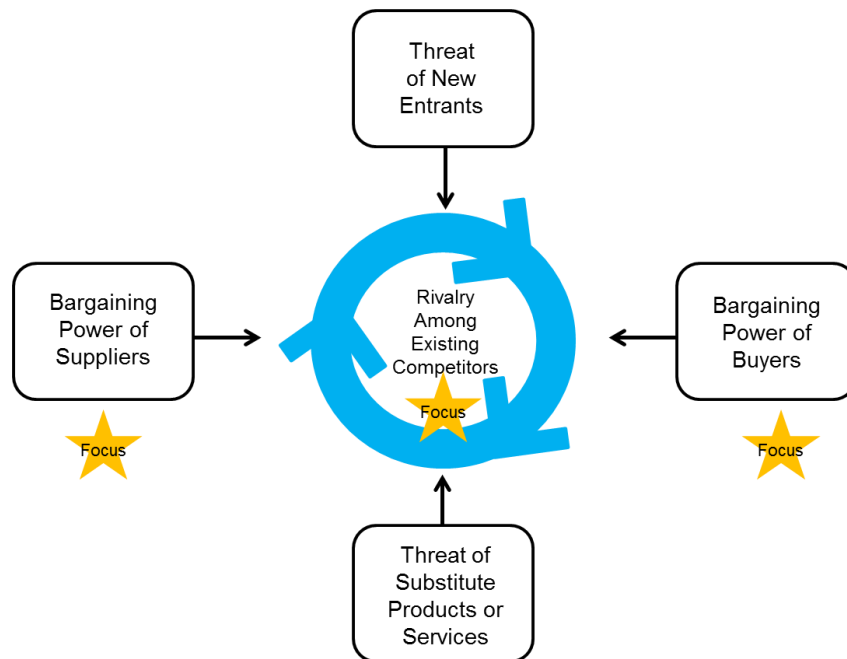 Threat
of New
Entrants
Bargaining
Power of
Suppliers
Focus
Rivalry
Among
Existing
Competitors
Focus
Bargaining
Power of
Buyers
Focus
Threat of
Substitute
Products or
Services